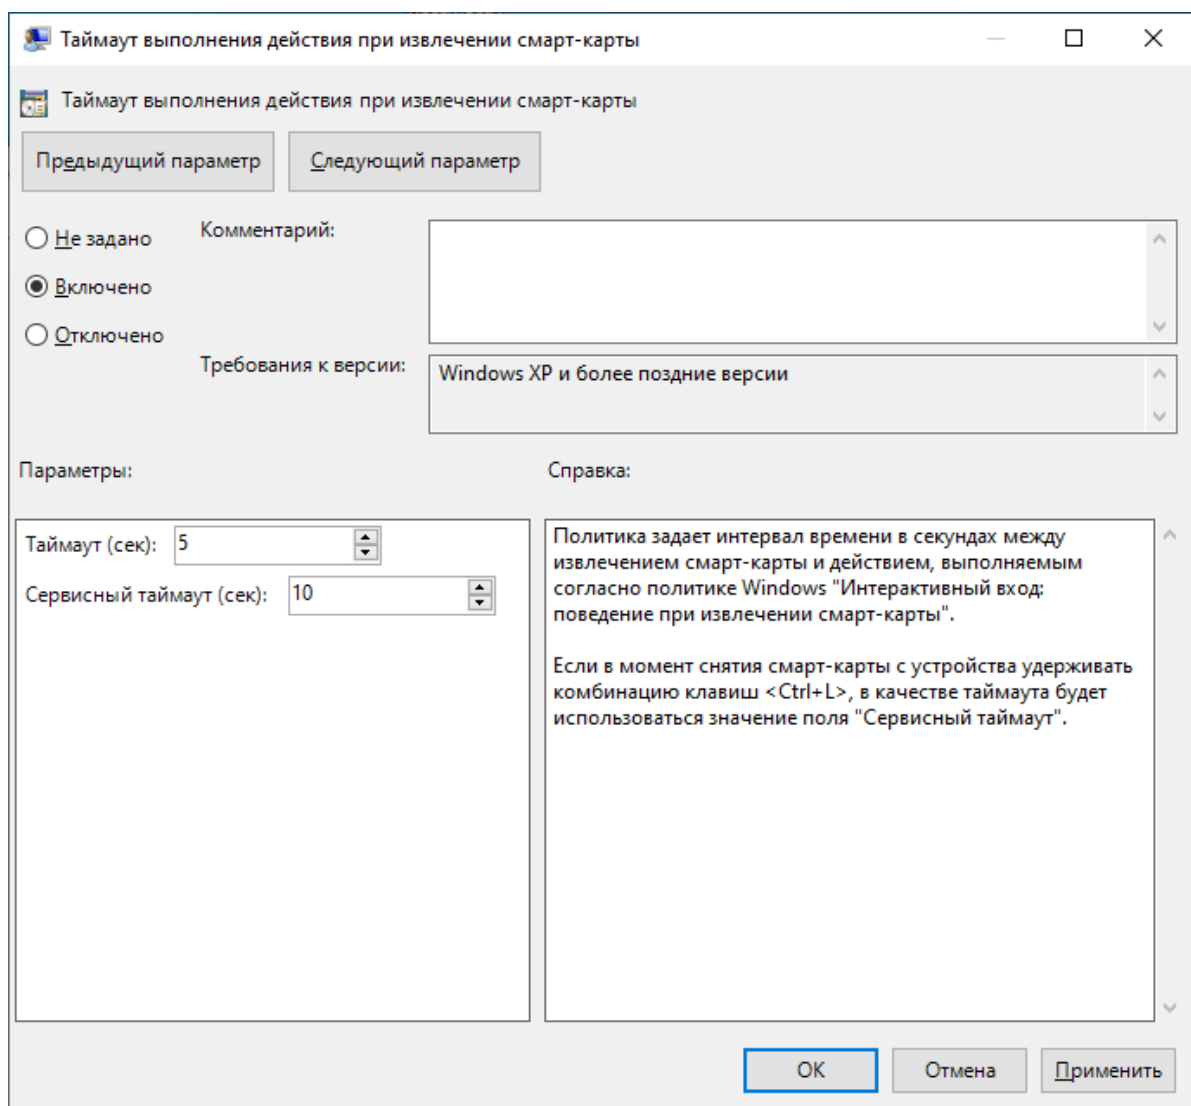 Таймаут выполнения действия при извлечении смарт-карты
Таймаут выполнения действия при извлечении смарт-карты
Предыдущий параметр
Следующий параметр
Не задано
Включено
Отключено
Комментарий:
Требования к версии:
Windows XP и более поздние версии
Параметры:
Справка:
Таймаут (сек): 5
Сервисный таймаут (сек): 10
Политика задает интервал времени в секундах между
извлечением смарт-карты и действием, выполняемым
согласно политике Windows "Интерактивный вход:
поведение при извлечении смарт-карты".
Если в момент снятия смарт-карты с устройства удерживать
комбинацию клавиш <Ctrl+L>, в качестве таймаута будет
использоваться значение поля "Сервисный таймаут".
ОК
Отмена
Применить